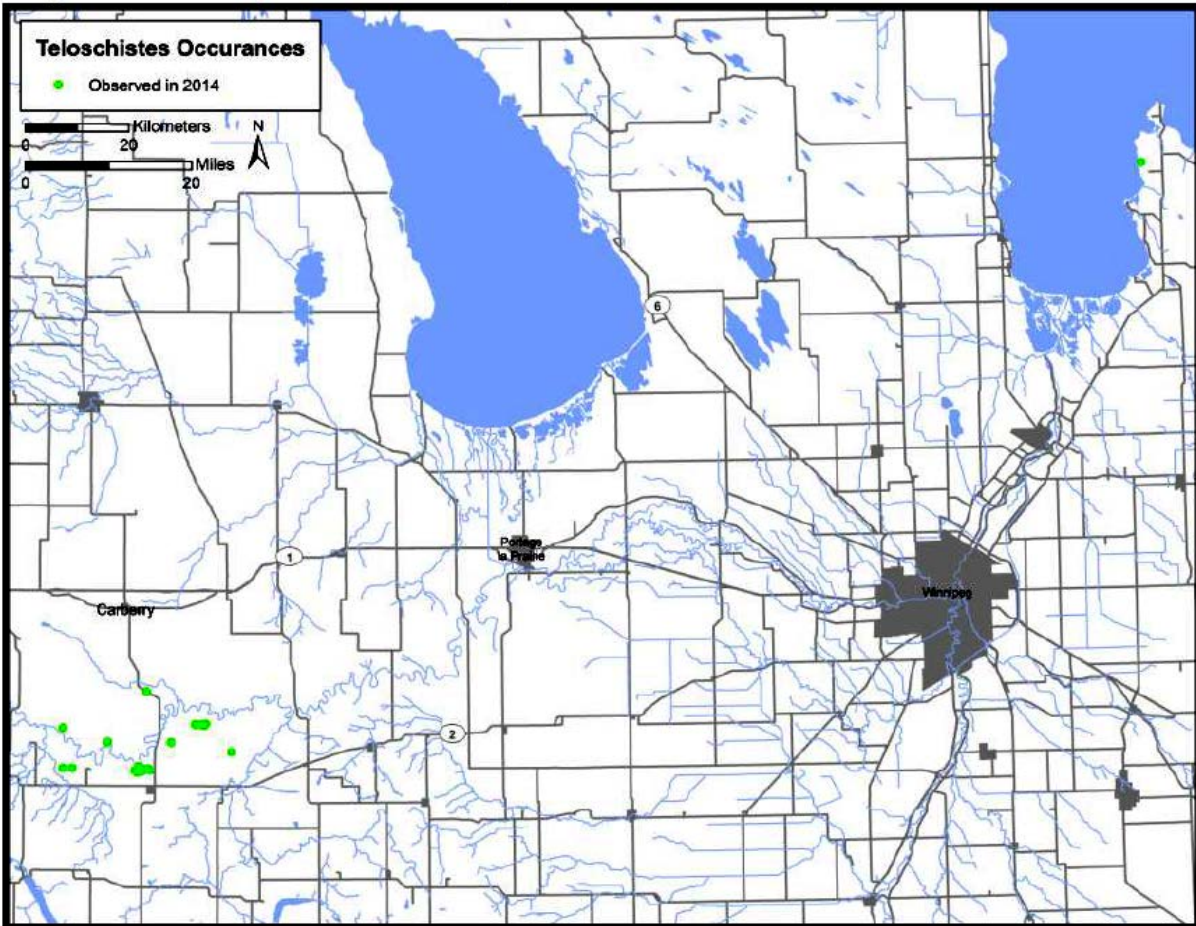 Teloschistes Occurances
Observed in 2014
Kilometers
0 20
N
Miles
0 20
6
1
Portage
la Prairie
Carberry
Winnipeg
2